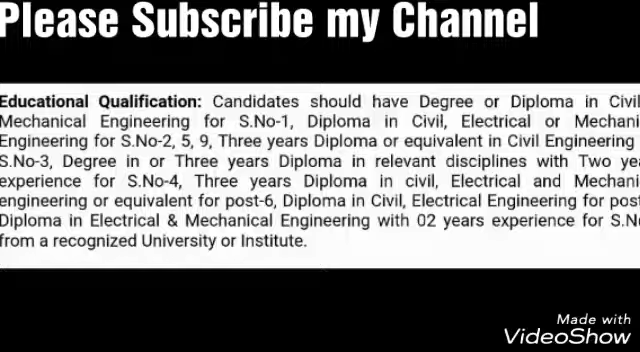 Please Subscribe my Channel
Educational Qualification: Candidates should have Degree or Diploma in Civil
Mechanical Engineering for S.No-1, Diploma in Civil, Electrical or Mechani
Engineering for S.No-2, 5, 9, Three years Diploma or equivalent in Civil Engineering
S.No-3, Degree in or Three years Diploma in relevant disciplines with Two yea
experience for S.No-4, Three years Diploma in civil, Electrical and Mechani
engineering or equivalent for post-6, Diploma in Civil, Electrical Engineering for post
Diploma in Electrical & Mechanical Engineering with 02 years experience for S.No
from a recognized University or Institute.
Made with
VideoShow